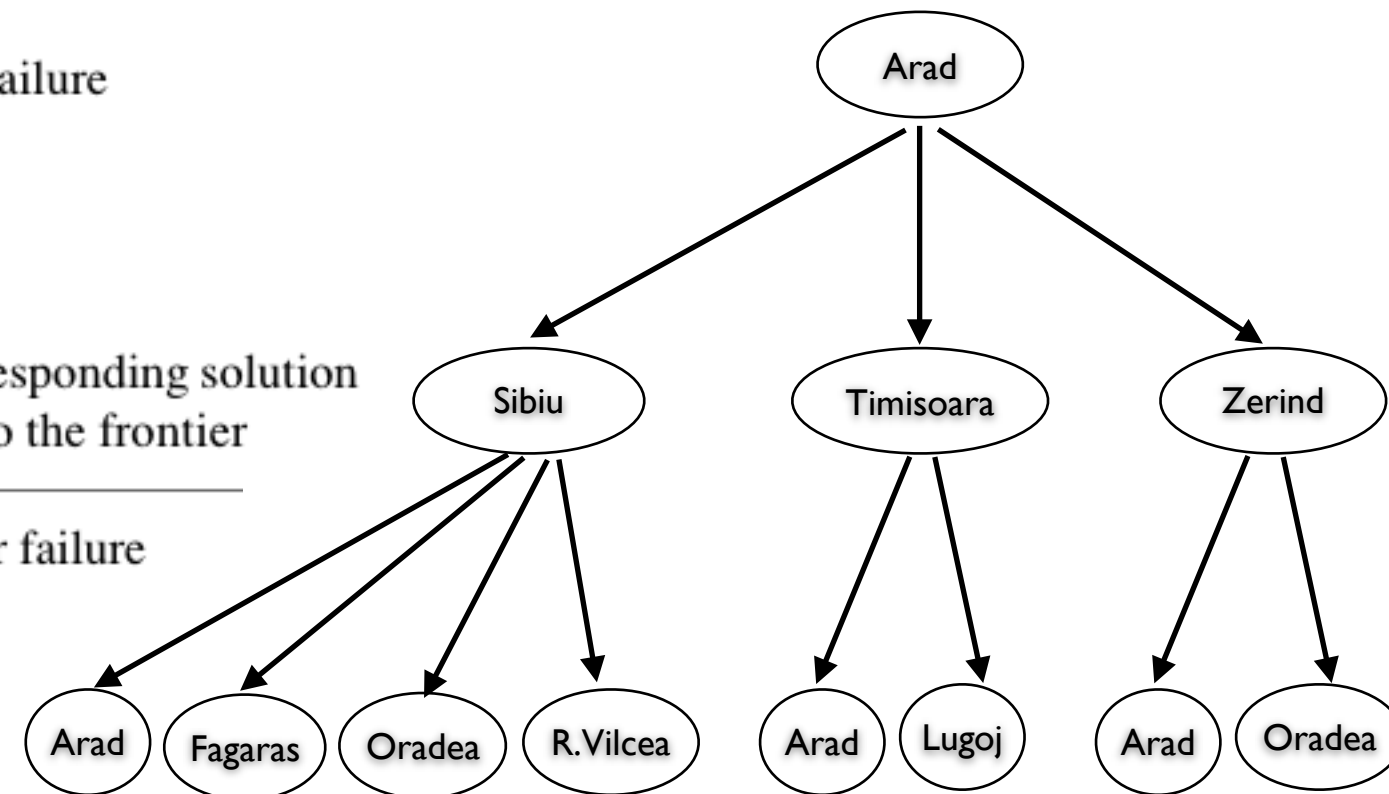 Arad
ailure
esponding solution
Sibiu
Timisoara
Zerind
o the frontier
r failure
Arad
Fagaras
Oradea
R.Vilcea
Arad
Lugoj
Arad
Oradea